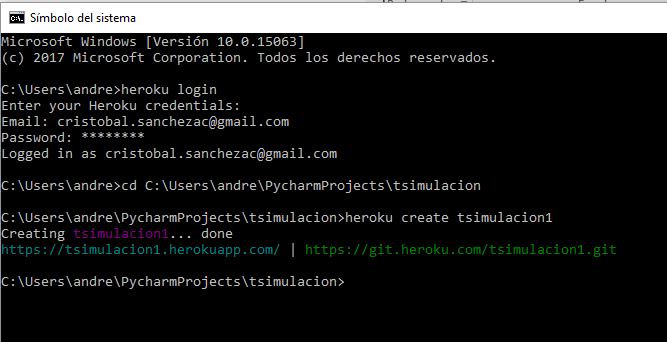 Símbolo del sistema
Microsoft Windows [Versión 10.0.15063]
(c) 2017 Microsoft Corporation. Todos los derechos reservados.
C:\Users\andre>heroku login
Enter your Heroku credentials:
Email: cristobal.sanchezac@gmail.com
Password: ********
Logged in as cristobal.sanchezac@gmail.com
C:\Users\andre>cd C:\Users\andre\PycharmProjects\tsimulacion
C:\Users\andre\PycharmProjects\tsimulacion>heroku create tsimulacion1
Creating tsimulacion1... done
https://tsimulacion1.herokuapp.com/ | https://git.heroku.com/tsimulacion1.git
C:\Users\andre\PycharmProjects\tsimulacion>